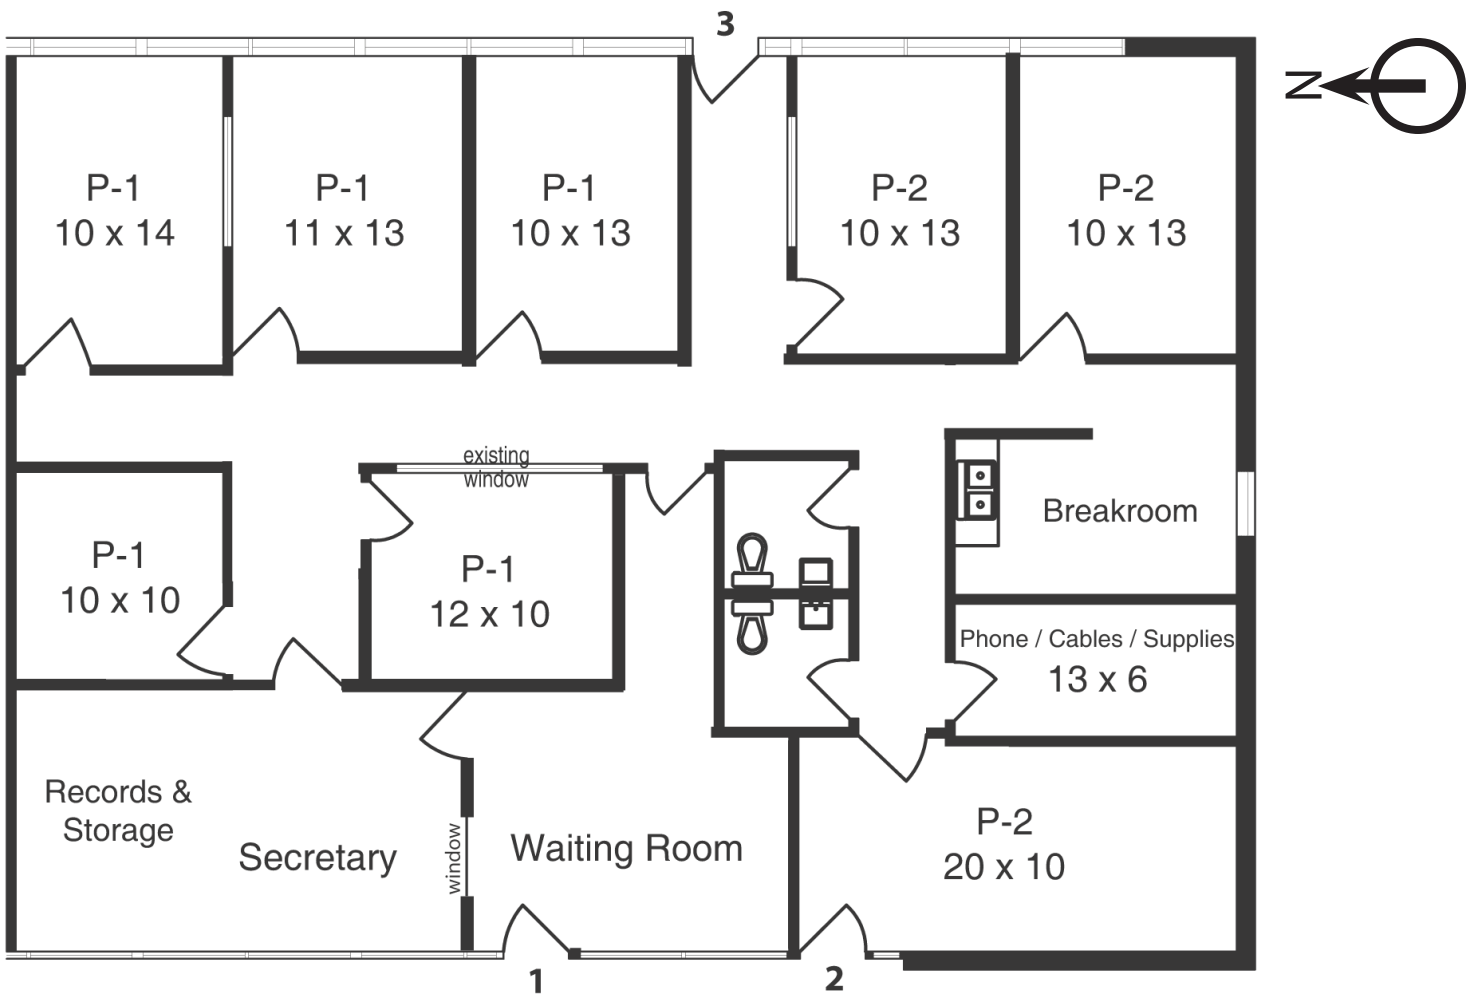 3
N
P-1
10 x 14
P-1
11 x 13
P-1
10 x 13
P-2
10 x 13
P-2
10 x 13
existing
window
Breakroom
P-1
10 x 10
P-1
12 x 10
Phone / Cables / Supplies
13 x 6
Records &
Storage
Secretary
window
Waiting Room
P-2
20 x 10
1
2